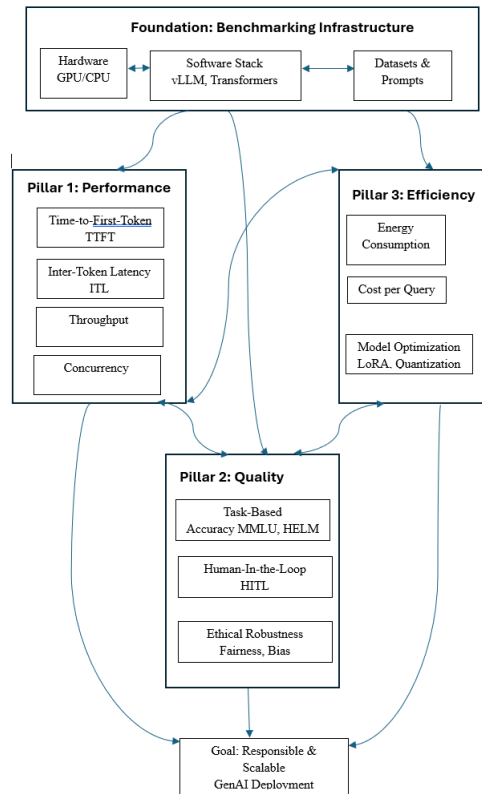 Foundation: Benchmarking Infrastructure
Hardware
GPU/CPU
Software Stack
vLLM, Transformers
Datasets &
Prompts
Pillar 1: Performance
Time-to-First-Token
TTFT
Inter-Token Latency
ITL
Throughput
Concurrency
Pillar 3: Efficiency
Energy
Consumption
Cost per Query
Model Optimization
LoRA, Quantization
Pillar 2: Quality
Task-Based
Accuracy MMLU, HELM
Human-In-the-Loop
HITL
Ethical Robustness
Fairness, Bias
Goal: Responsible &
Scalable
GenAI Deployment